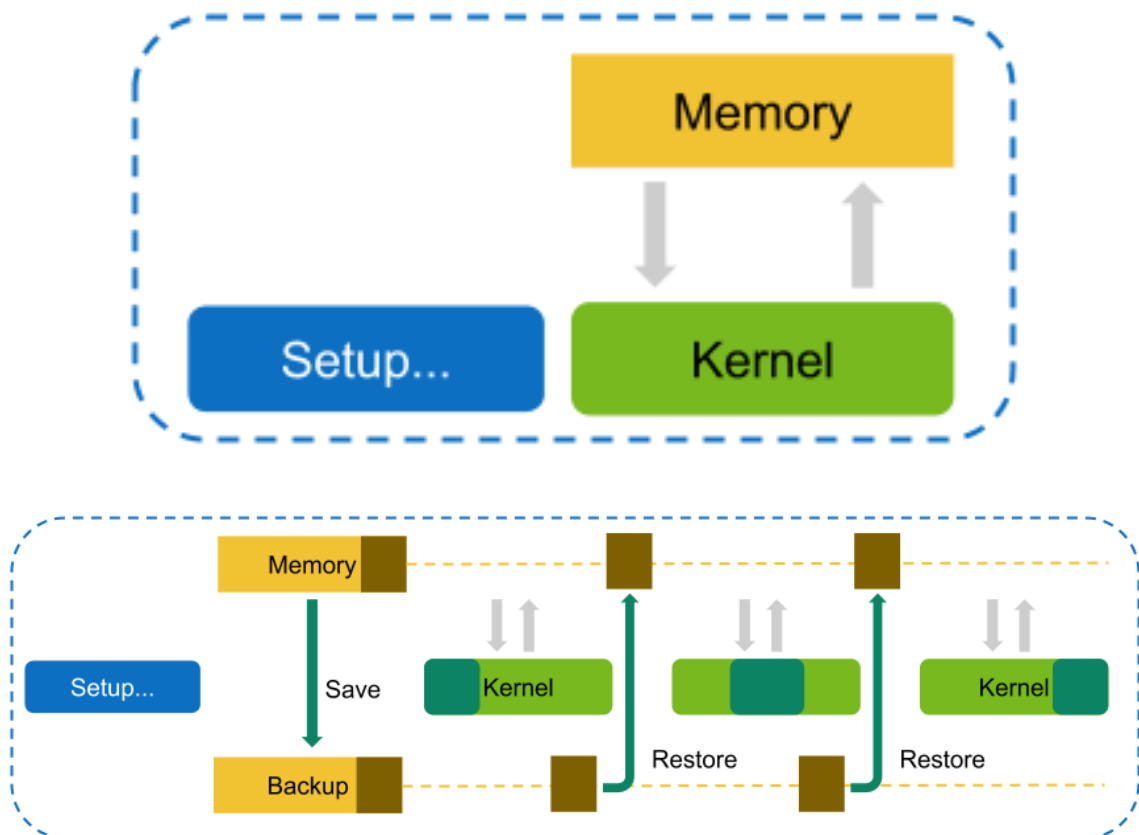 Memory
Setup...
Kernel
Memory
Setup...
Save
Kernel
Kernel
Backup
Restore
Restore